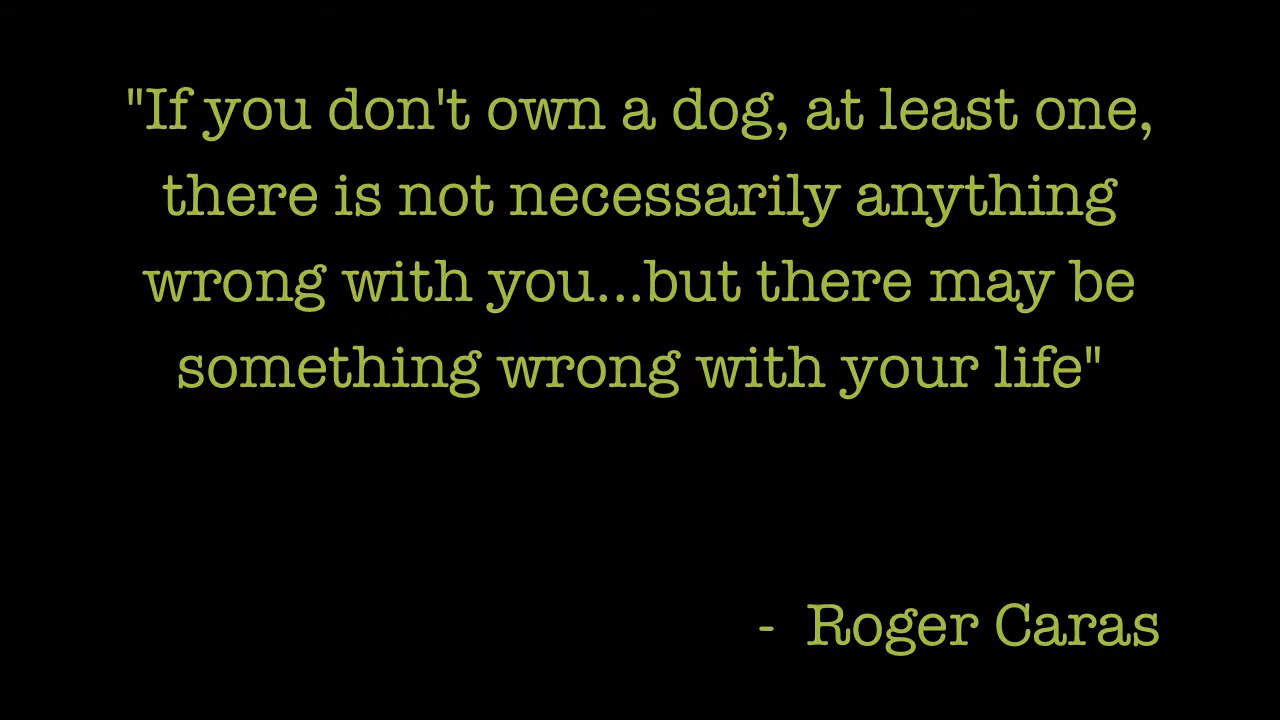 "If you don't own a dog, at least one,
there is not necessarily anything
wrong with you...but there may be
something wrong with your life"
- Roger Caras